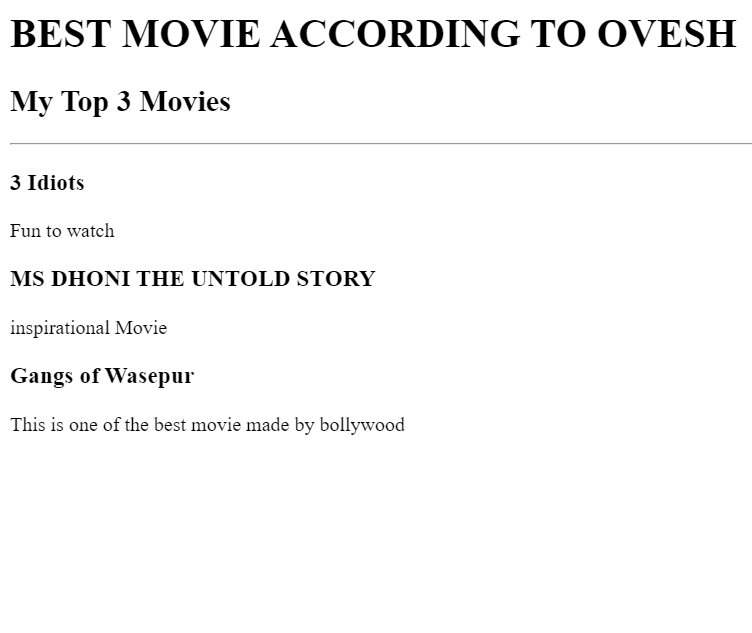 BEST MOVIE ACCORDING TO OVESH
My Top 3 Movies
3 Idiots
Fun to watch
MS DHONI THE UNTOLD STORY
inspirational Movie
Gangs of Wasepur
This is one of the best movie made by bollywood